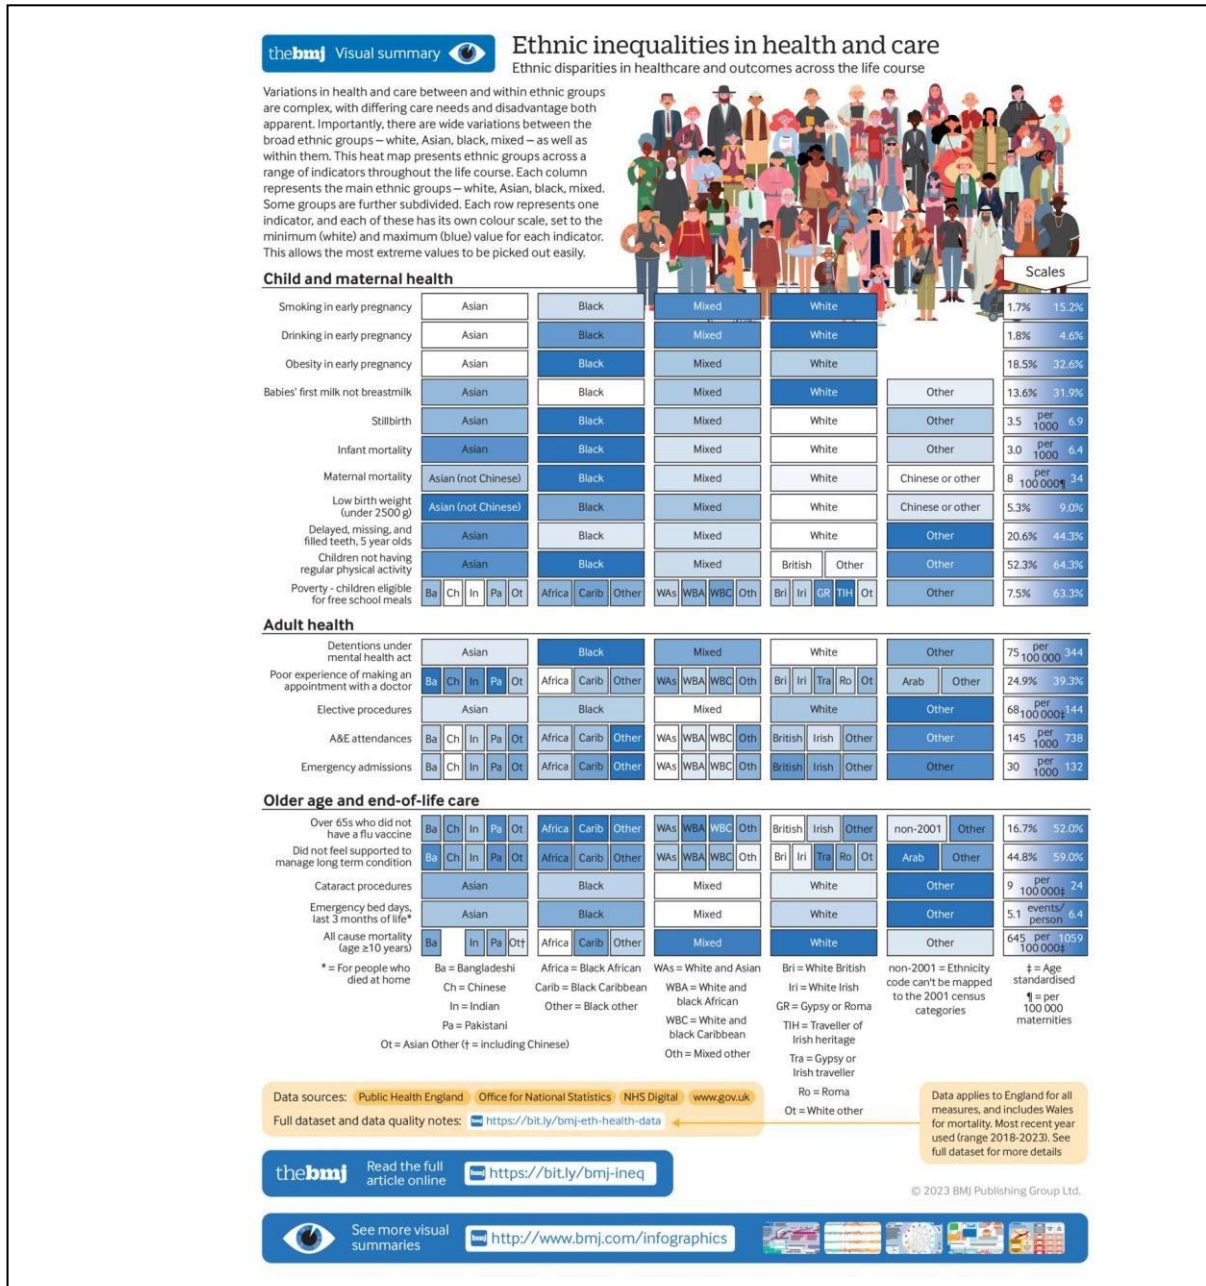 thebmj Visual summary
Ethnic inequalities in health and care
Ethnic disparities in healthcare and outcomes across the life course
Variations in health and care between and within ethnic groups
are complex, with differing care needs and disadvantage both
apparent. Importantly, there are wide variations between the
broad ethnic groups – white, Asian, black, mixed – as well as
within them. This heat map presents ethnic groups across a
range of indicators throughout the life course. Each column
represents the main ethnic groups – white, Asian, black, mixed.
Some groups are further subdivided. Each row represents one
indicator, and each of these has its own colour scale, set to the
minimum (white) and maximum (blue) value for each indicator.
This allows the most extreme values to be picked out easily.
Scales
Child and maternal health
Smoking in early pregnancy Asian Black Mixed White 1.7% 15.2%
Drinking in early pregnancy Asian Black Mixed White 1.8% 4.6%
Obesity in early pregnancy Asian Black Mixed White 18.5% 32.6%
Babies' first milk not breastmilk Asian Black Mixed White Other 13.6% 31.9%
Stillbirth Asian Black Mixed White Other 3.5 per 1000 6.9
Infant mortality Asian Black Mixed White Other 3.0 per 1000 6.4
Maternal mortality Asian (not Chinese) Black Mixed White Chinese or other 8 per 100 000¶ 34
Low birth weight
(under 2500 g) Asian (not Chinese) Black Mixed White Chinese or other 5.3% 9.0%
Delayed, missing, and
filled teeth, 5 year olds Asian Black Mixed White Other 20.6% 44.3%
Children not having
regular physical activity Asian Black Mixed British Other Other 52.3% 64.3%
Poverty - children eligible
for free school meals Ba Ch In Pa Ot Africa Carib Other WAs WBA WBC Oth Bri Iri GR TIH Ot Other 7.5% 63.3%
Adult health
Detentions under
mental health act Asian Black Mixed White Other 75 per 100 000 344
Poor experience of making an
appointment with a doctor Ba Ch In Pa Ot Africa Carib Other WAs WBA WBC Oth Bri Iri Tra Ro Ot Arab Other 24.9% 39.3%
Elective procedures Asian Black Mixed White Other 68 per 100 000‡ 144
A&E attendances Ba Ch In Pa Ot Africa Carib Other WAs WBA WBC Oth British Irish Other Other 145 per 1000 738
Emergency admissions Ba Ch In Pa Ot Africa Carib Other WAs WBA WBC Oth British Irish Other Other 30 per 1000 132
Older age and end-of-life care
Over 65s who did not
have a flu vaccine Ba Ch In Pa Ot Africa Carib Other WAs WBA WBC Oth British Irish Other non-2001 Other 16.7% 52.0%
Did not feel supported to
manage long term condition Ba Ch In Pa Ot Africa Carib Other WAs WBA WBC Oth Bri Iri Tra Ro Ot Arab Other 44.8% 59.0%
Cataract procedures Asian Black Mixed White Other 9 per 100 000‡ 24
Emergency bed days,
last 3 months of life* Asian Black Mixed White Other 5.1 events/person 6.4
All cause mortality
(age ≥10 years) Ba In Pa Ot† Africa Carib Other Mixed White Other 645 per 100 000‡ 1059
* = For people who
died at home
Ba = Bangladeshi
Ch = Chinese
In = Indian
Pa = Pakistani
Ot = Asian Other († = including Chinese)
Africa = Black African
Carib = Black Caribbean
Other = Black other
WAs = White and Asian
WBA = White and
black African
WBC = White and
black Caribbean
Oth = Mixed other
Bri = White British
Iri = White Irish
GR = Gypsy or Roma
TIH = Traveller of
Irish heritage
Tra = Gypsy or
Irish traveller
Ro = Roma
Ot = White other
non-2001 = Ethnicity
code can't be mapped
to the 2001 census
categories
‡ = Age
standardised
¶ = per
100 000
maternities
Data sources: Public Health England Office for National Statistics NHS Digital www.gov.uk
Full dataset and data quality notes: bmj https://bit.ly/bmj-eth-health-data
Data applies to England for all
measures, and includes Wales
for mortality. Most recent year
used (range 2018-2023). See
full dataset for more details
thebmj Read the full
article online bmj https://bit.ly/bmj-ineq
© 2023 BMJ Publishing Group Ltd.
See more visual
summaries bmj http://www.bmj.com/infographics